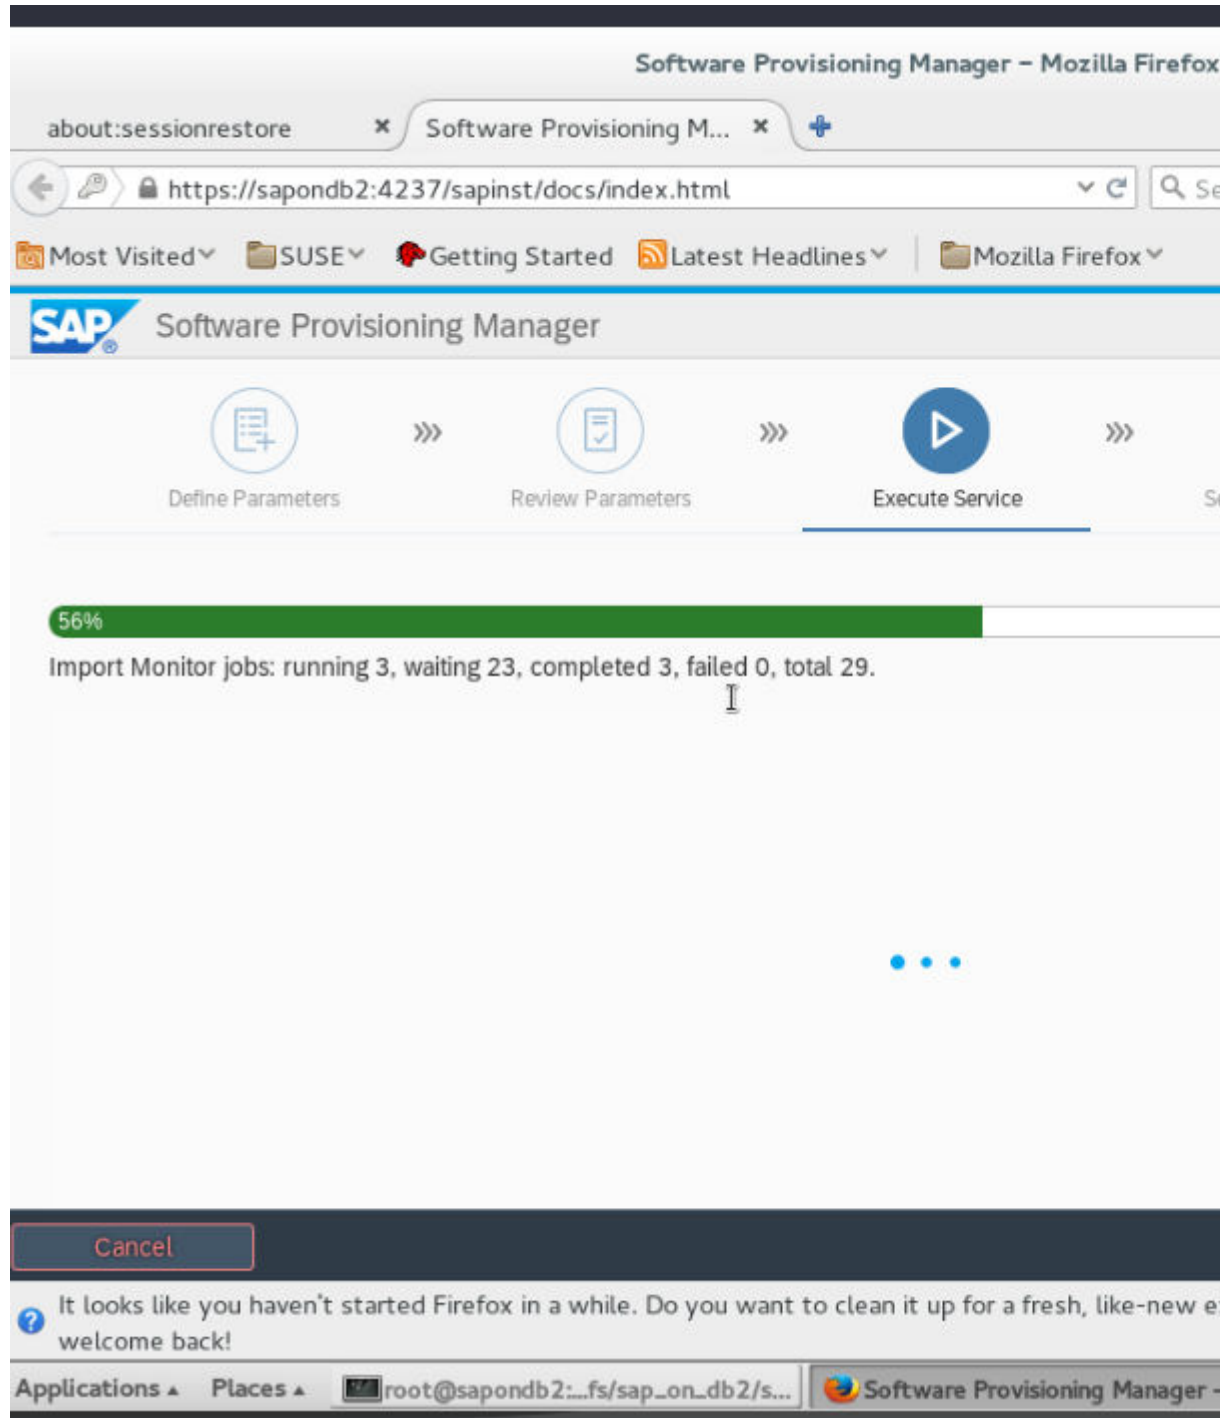 Software Provisioning Manager – Mozilla Firefox
about:sessionrestore
Software Provisioning M...
https://sapondb2:4237/sapinst/docs/index.html
Most Visited SUSE Getting Started Latest Headlines Mozilla Firefox
SAP® Software Provisioning Manager
Define Parameters Review Parameters Execute Service
56%
Import Monitor jobs: running 3, waiting 23, completed 3, failed 0, total 29.
Cancel
It looks like you haven't started Firefox in a while. Do you want to clean it up for a fresh, like-new
welcome back!
Applications Places root@sapondb2:...fs/sap_on_db2/s... Software Provisioning Manager -